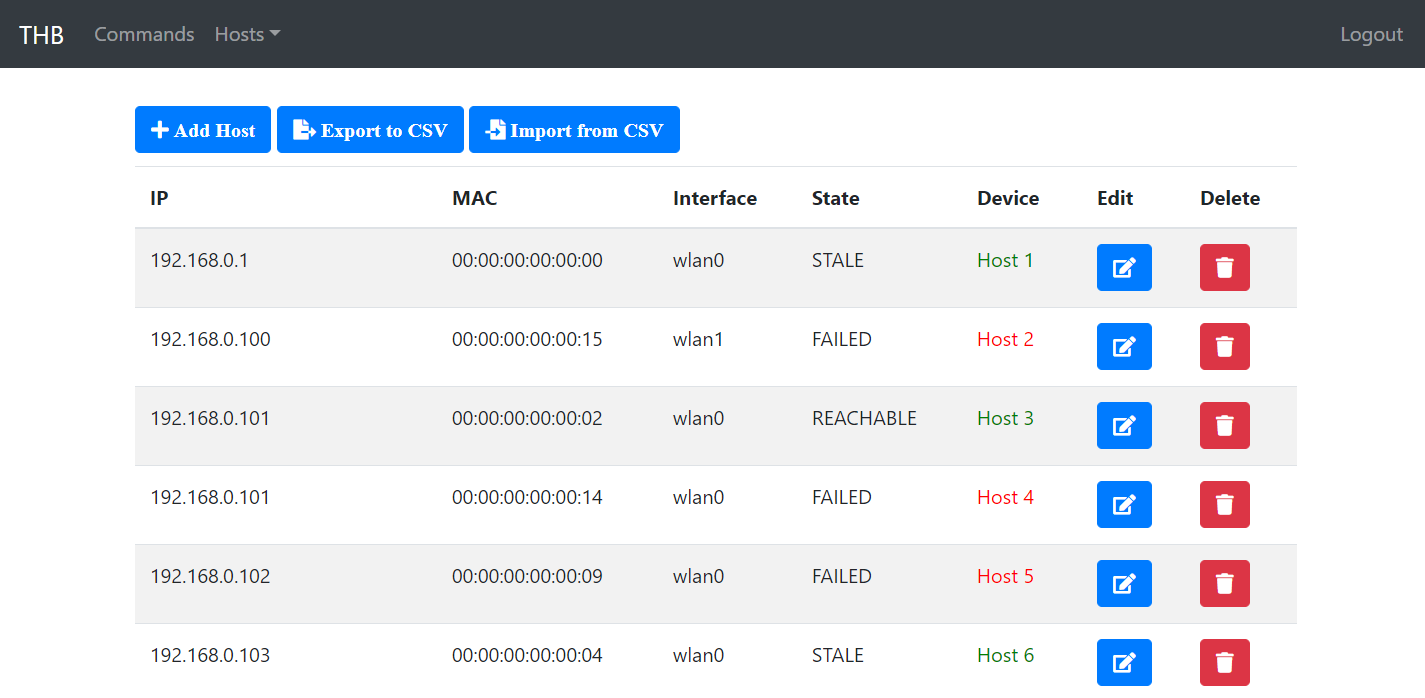 THB Commands Hosts Logout
Add Host Export to CSV Import from CSV
IP MAC Interface State Device Edit Delete
192.168.0.1 00:00:00:00:00:00 wlan0 STALE Host 1
192.168.0.100 00:00:00:00:00:15 wlan1 FAILED Host 2
192.168.0.101 00:00:00:00:00:02 wlan0 REACHABLE Host 3
192.168.0.101 00:00:00:00:00:14 wlan0 FAILED Host 4
192.168.0.102 00:00:00:00:00:09 wlan0 FAILED Host 5
192.168.0.103 00:00:00:00:00:04 wlan0 STALE Host 6